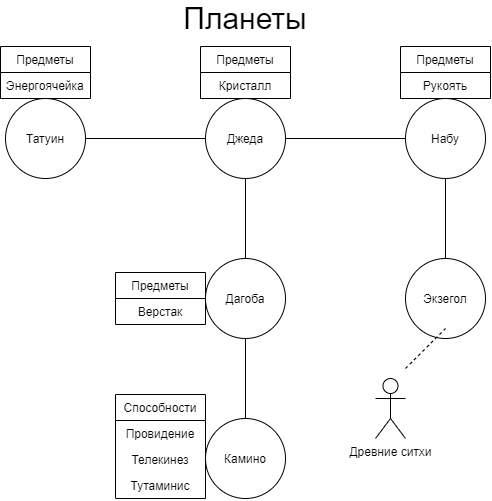 Планеты
Предметы
Энергоячейка
Предметы
Кристалл
Предметы
Рукоять
Татуин
Джеда
Набу
Предметы
Верстак
Дагоба
Экзегол
Способности
Провидение
Телекинез
Тутаминис
Камино
Древние ситхи